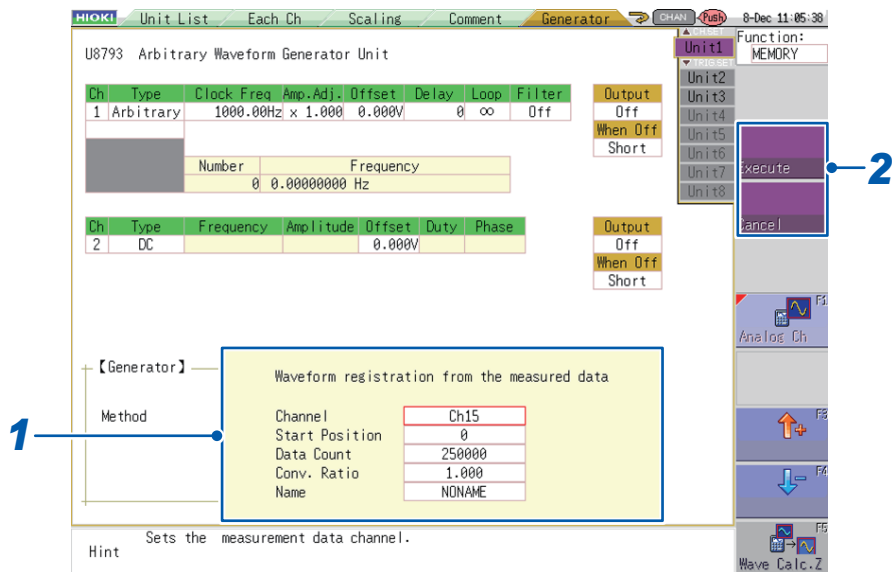 HIOKI Unit List Each Ch Scaling Comment Generator CHAN Push 8-Dec 11:05:38
▲ CH SET
Function:
MEMORY
U8793 Arbitrary Waveform Generator Unit
Unit1
▼ TRIG SET
Unit2
Unit3
Unit4
Unit5
Unit6
Unit7
Unit8
Ch Type Clock Freq Amp.Adj. Offset Delay Loop Filter
1 Arbitrary 1000.00Hz x 1.000 0.000V 0 ∞ Off
Number Frequency
0 0.00000000 Hz
Output
Off
When Off
Short
Execute
Cancel
2
Ch Type Frequency Amplitude Offset Duty Phase
2 DC 0.000V
Output
Off
When Off
Short
F1
Analog Ch
【Generator】
Method
1
Waveform registration from the measured data
Channel Ch15
Start Position 0
Data Count 250000
Conv. Ratio 1.000
Name NONAME
F3
F4
F5
Wave Calc.Z
Hint Sets the measurement data channel.